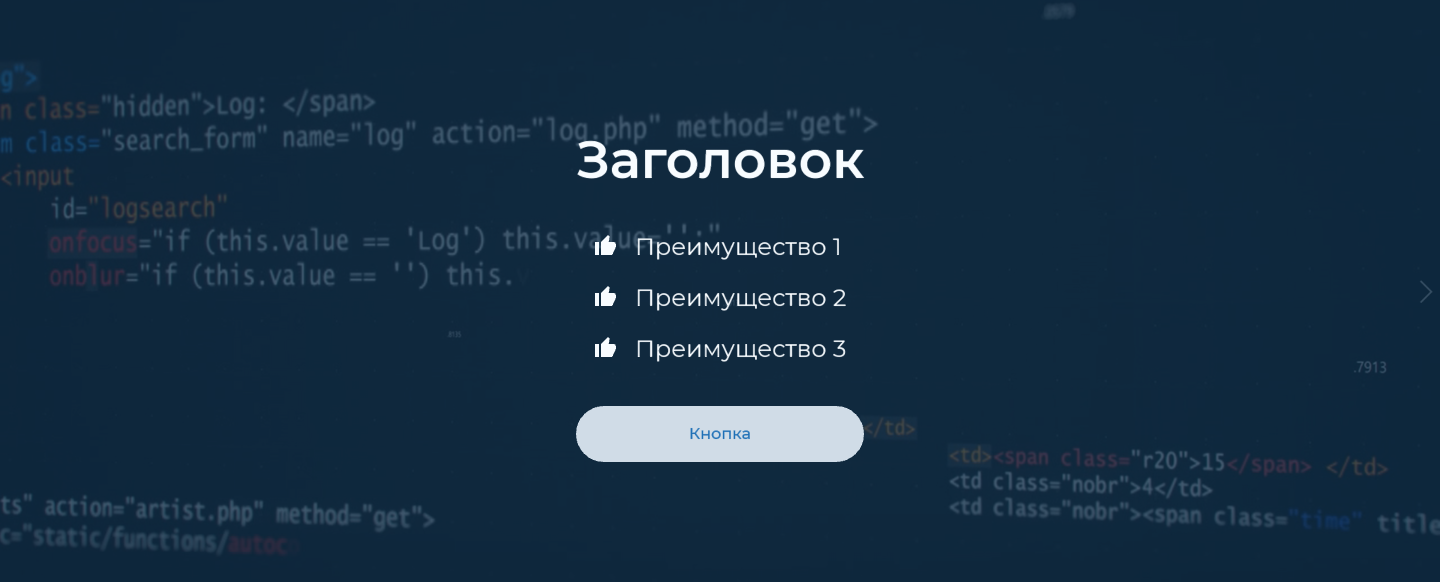 .0679
g">
n class="hidden">Log: </span>
m class="search_form" name="log" action="log.php" method="get">
Заголовок
<input
id="logsearch"
onfocus="if (this.value == 'Log') this.value='';"
Преимущество 1
onblur="if (this.value == '') this.
Преимущество 2
Преимущество 3
.7913
Кнопка
</td>
<td><span class="r20">15</span> </td>
<td class="nobr">4</td>
<td class="nobr"><span class="time" title
ts" action="artist.php" method="get">
c="static/functions/autoc